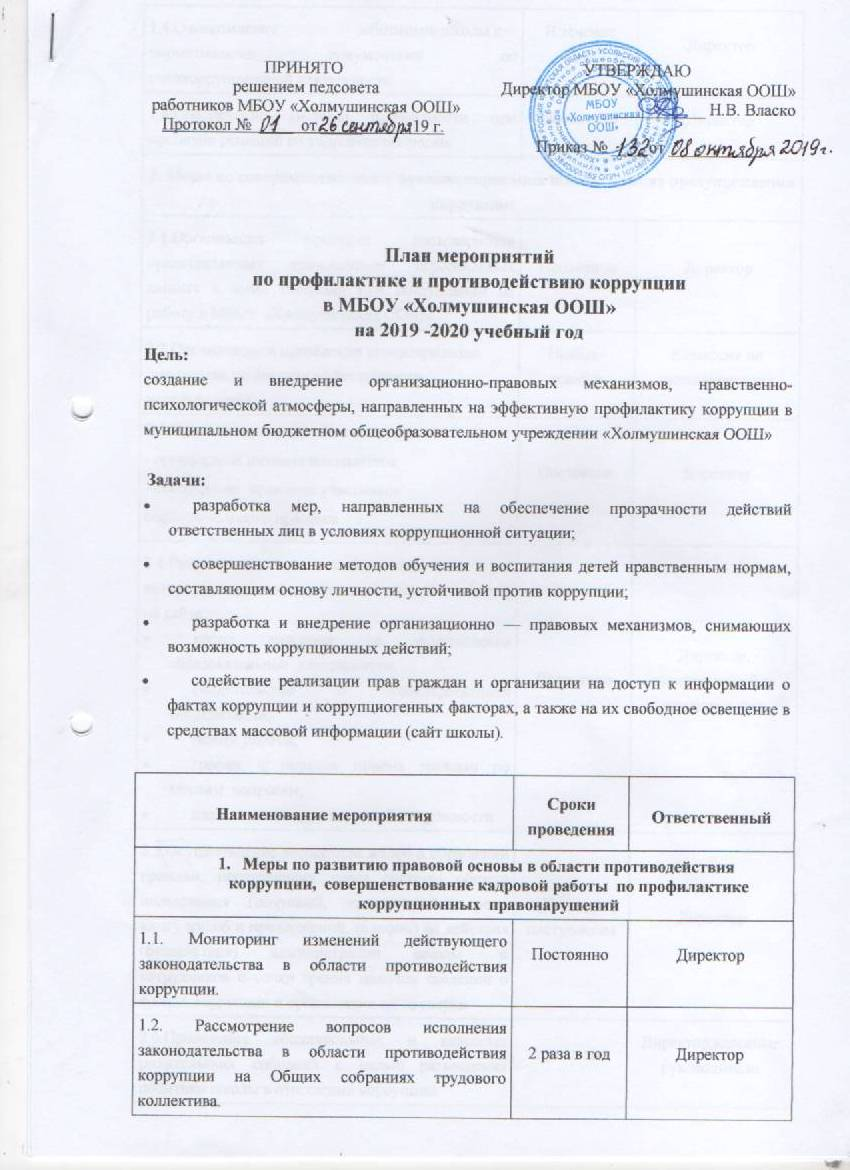 ПРИНЯТО
решением педсовета
работников МБОУ «Холмушинская ООШ»
Протокол № 01 от 26 сентября 19 г.
УТВЕРЖДАЮ
Директор МБОУ «Холмушинская ООШ»
Н.В. Власко
Приказ № 132 от 08 октября 2019 г.
МБОУ
«Холмушинская
ООШ»
План мероприятий
по профилактике и противодействию коррупции
в МБОУ «Холмушинская ООШ»
на 2019 -2020 учебный год
Цель:
создание и внедрение организационно-правовых механизмов, нравственно-
психологической атмосферы, направленных на эффективную профилактику коррупции в
муниципальном бюджетном общеобразовательном учреждении «Холмушинская ООШ»
Задачи:
• разработка мер, направленных на обеспечение прозрачности действий
ответственных лиц в условиях коррупционной ситуации;
• совершенствование методов обучения и воспитания детей нравственным нормам,
составляющим основу личности, устойчивой против коррупции;
• разработка и внедрение организационно — правовых механизмов, снимающих
возможность коррупционных действий;
• содействие реализации прав граждан и организации на доступ к информации о
фактах коррупции и коррупциогенных факторах, а также на их свободное освещение в
средствах массовой информации (сайт школы).
Наименование мероприятия
Сроки
проведения
Ответственный
1. Меры по развитию правовой основы в области противодействия
коррупции, совершенствование кадровой работы по профилактике
коррупционных правонарушений
1.1. Мониторинг изменений действующего
законодательства в области противодействия
коррупции.
Постоянно
Директор
1.2. Рассмотрение вопросов исполнения
законодательства в области противодействия
коррупции на Общих собраниях трудового
коллектива.
2 раза в год
Директор